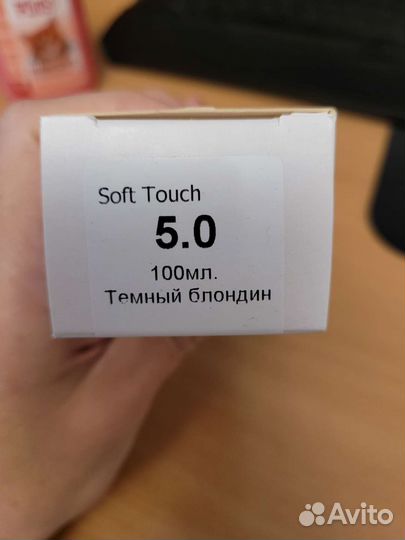 Soft Touch
5.0
100мл.
Темный блондин
Avito